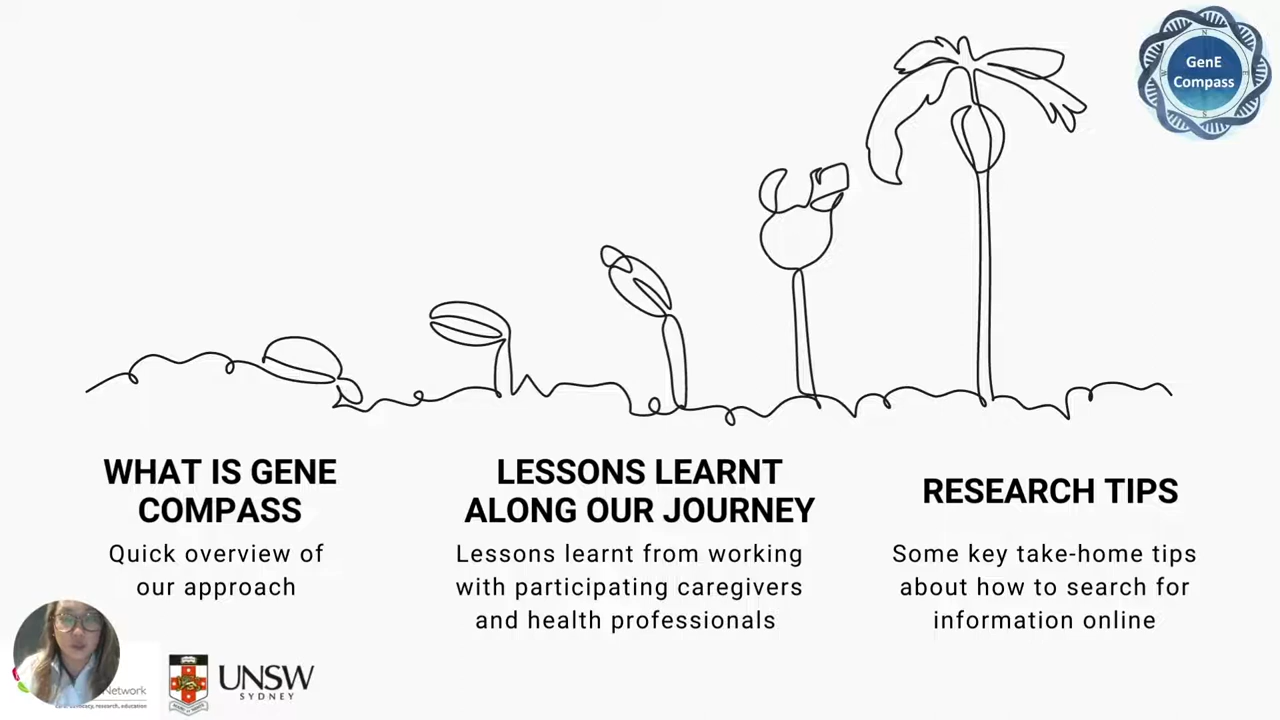 GenE
Compass
WHAT IS GENE
COMPASS
Quick overview of
our approach
LESSONS LEARNT
ALONG OUR JOURNEY
Lessons learnt from working
with participating caregivers
and health professionals
RESEARCH TIPS
Some key take-home tips
about how to search for
information online
Network
research, education
UNSW
SYDNEY